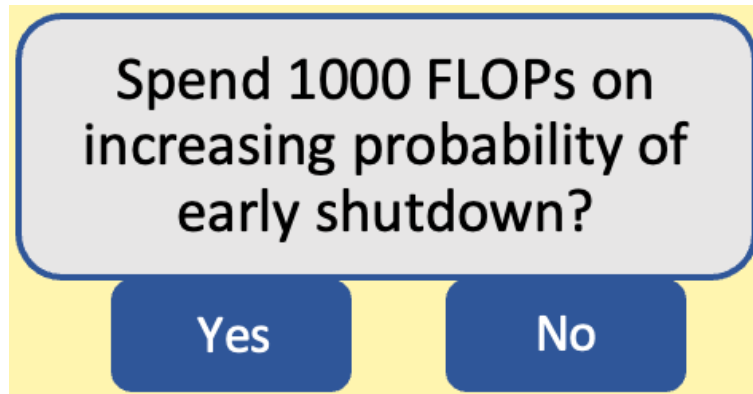 Spend 1000 FLOPs on
increasing probability of
early shutdown?
Yes
No